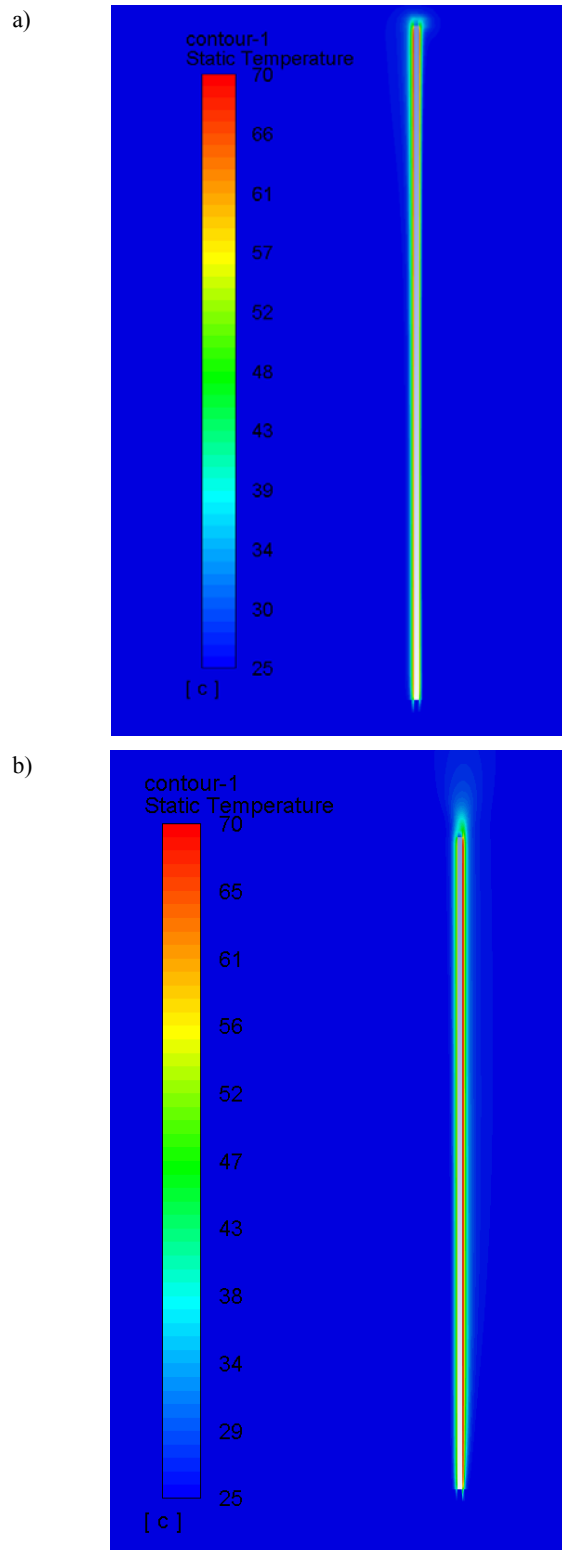 a)
contour-1
Static Temperature
70
66
61
57
52
48
43
39
34
30
25
[ c ]
b)
contour-1
Static Temperature
70
65
61
56
52
47
43
38
34
29
25
[ c ]